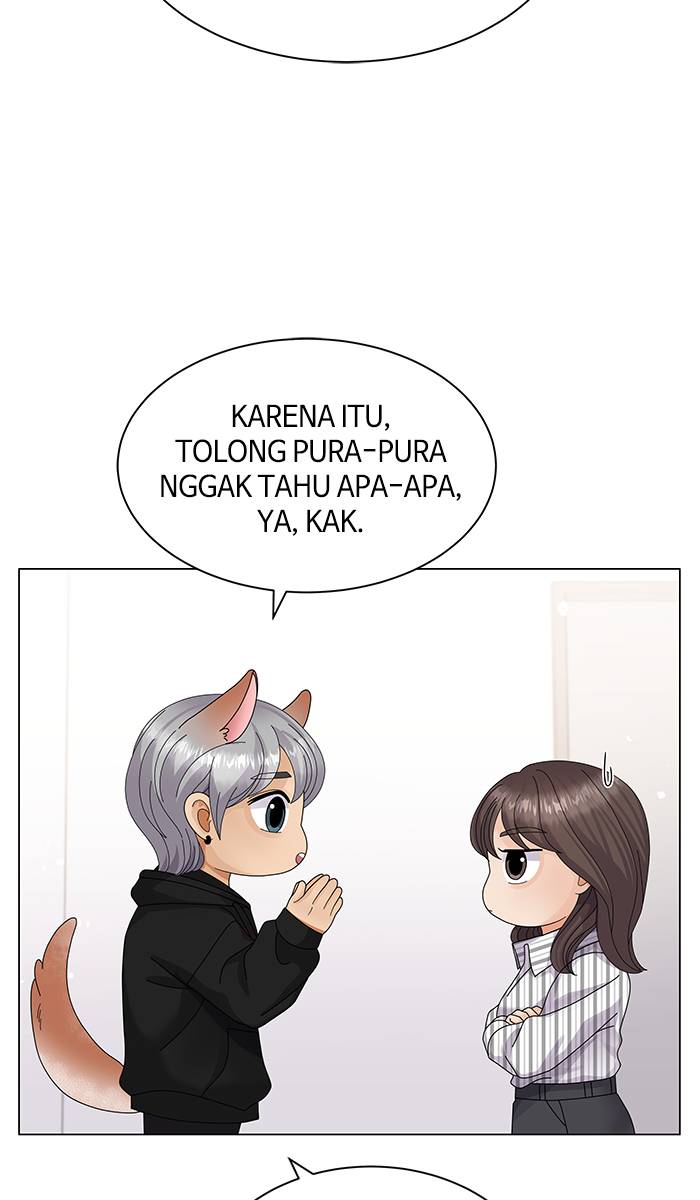 KARENA ITU,
TOLONG PURA-PURA
NGGAK TAHU APA-APA,
YA, KAK.